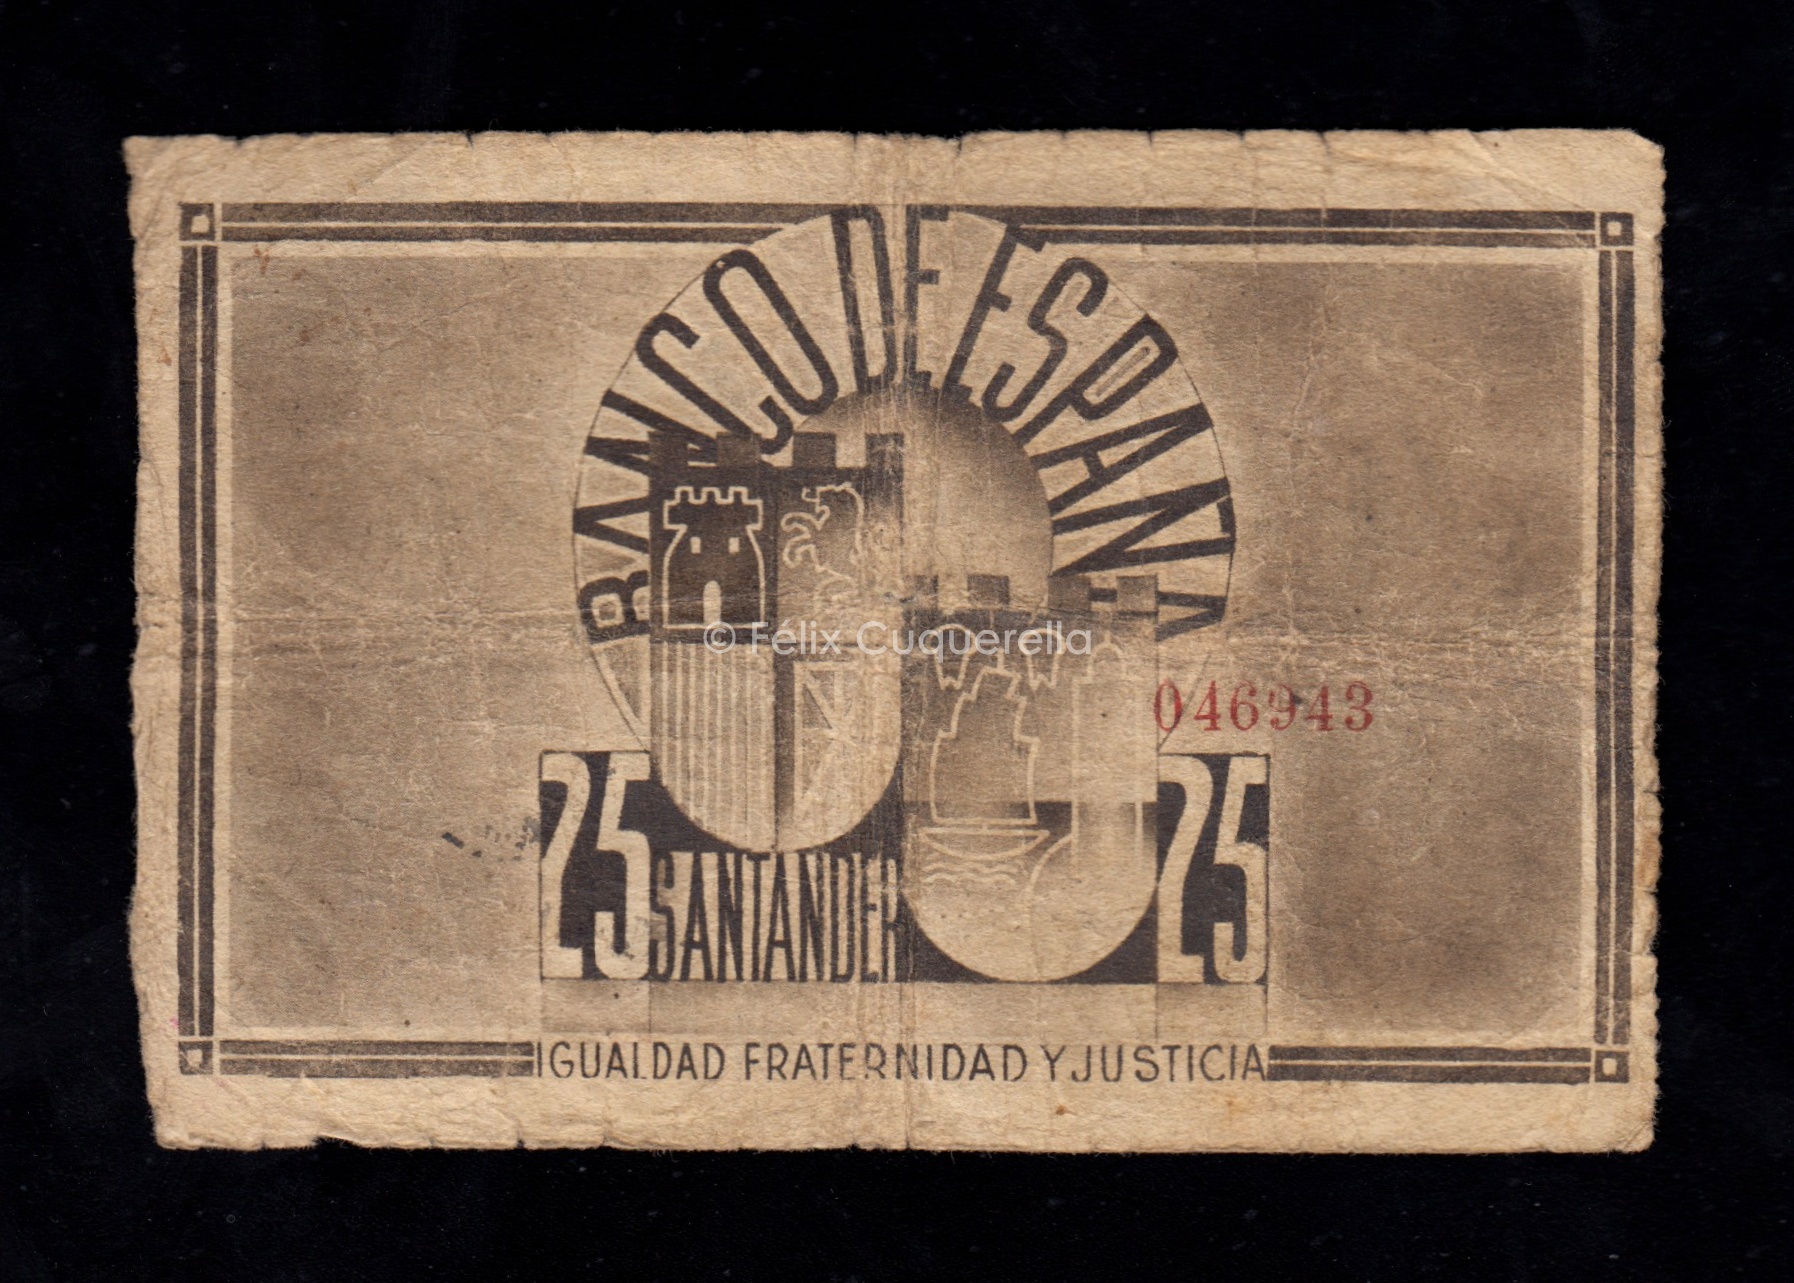 BANCO DE ESPAÑA
© Félix Cuquerella
046943
25 SANTANDER 25
IGUALDAD FRATERNIDAD Y JUSTICIA